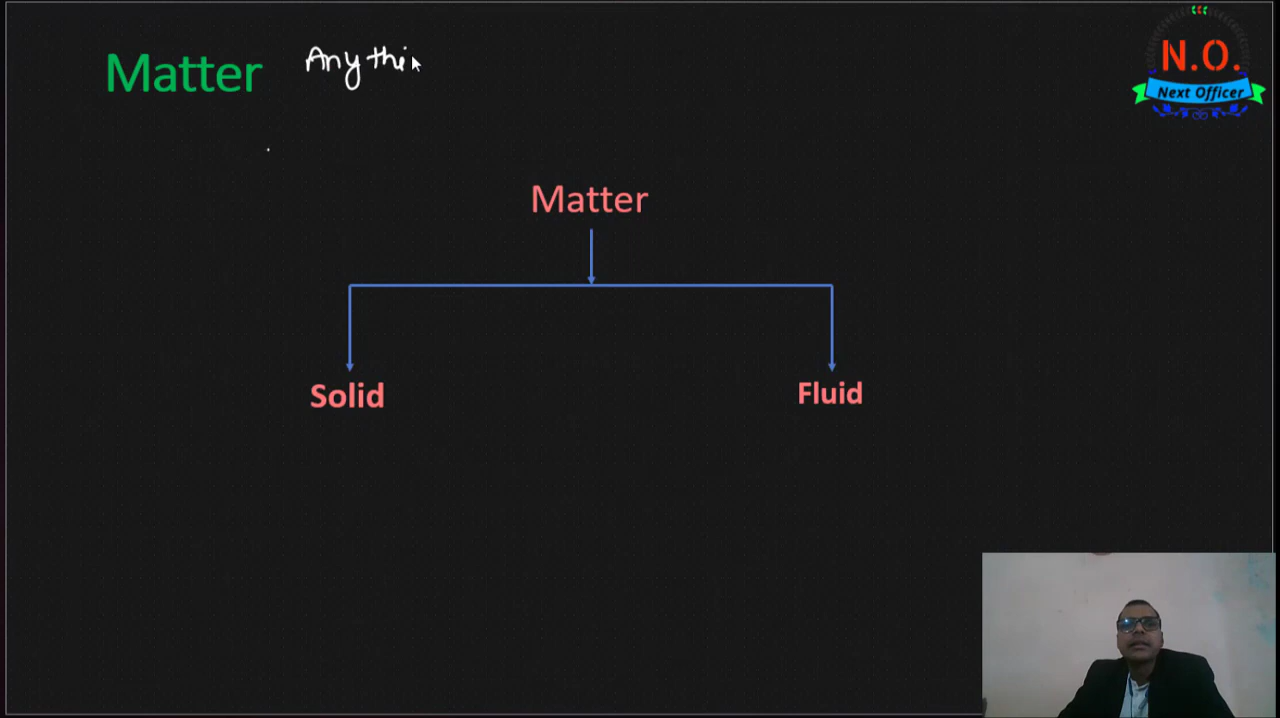 Matter Anythi
N.O.
Next Officer
Matter
Solid Fluid